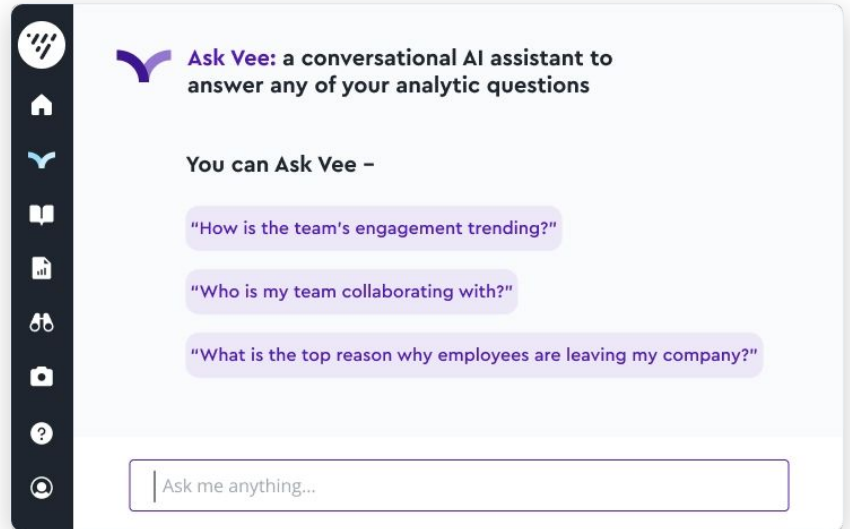 Ask Vee: a conversational AI assistant to
answer any of your analytic questions
You can Ask Vee –
“How is the team's engagement trending?”
“Who is my team collaborating with?”
“What is the top reason why employees are leaving my company?”
Ask me anything...